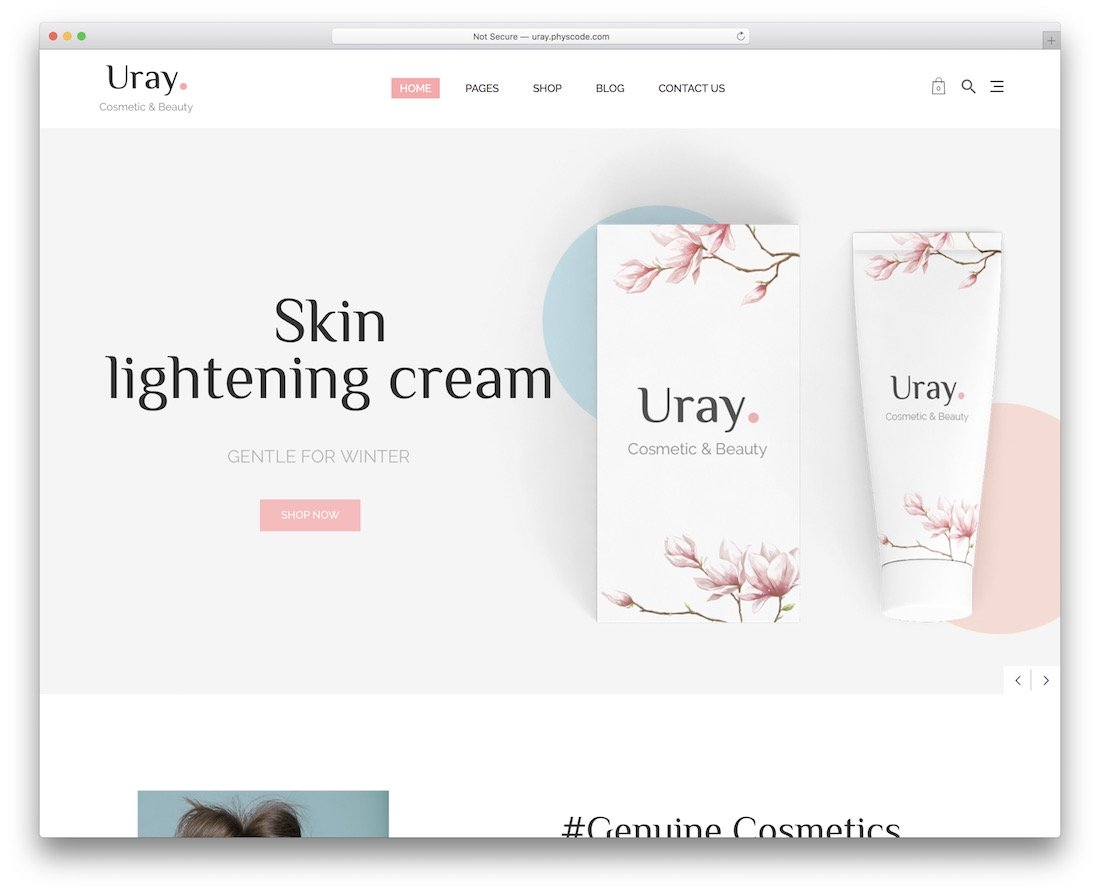 Not Secure — uray.physcode.com
Uray.
Cosmetic & Beauty
HOME PAGES SHOP BLOG CONTACT US
0
Skin
lightening cream
GENTLE FOR WINTER
SHOP NOW
Uray.
Cosmetic & Beauty
Uray.
Cosmetic & Beauty
#Genuine Cosmetics